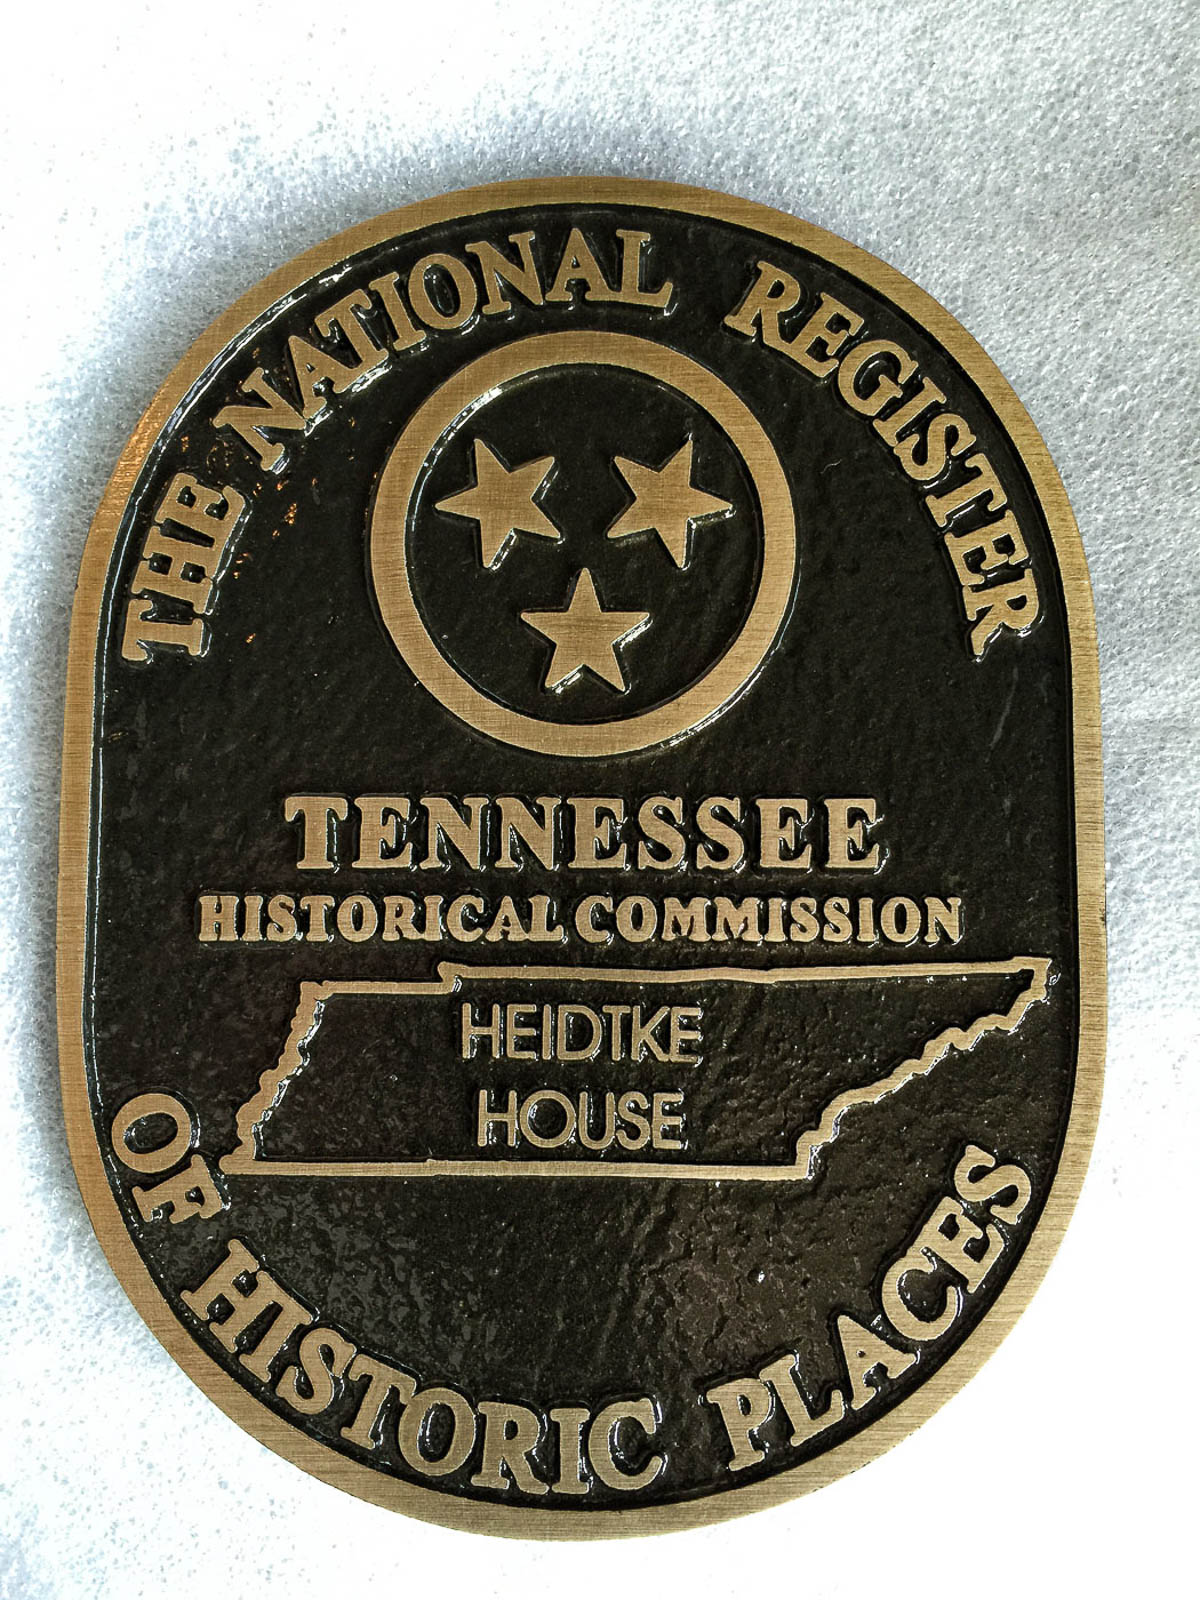 THE NATIONAL REGISTER
TENNESSEE
HISTORICAL COMMISSION
HEIDTKE
HOUSE
OF HISTORIC PLACES